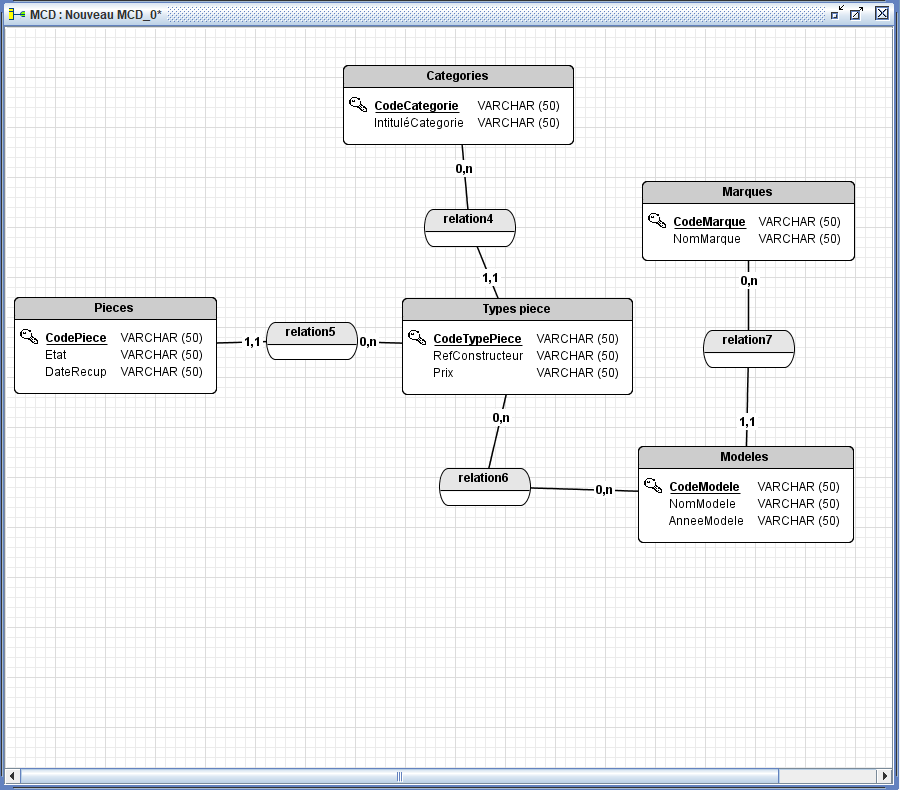 MCD : Nouveau MCD_0*
Categories
CodeCategorie VARCHAR (50)
IntituléCategorie VARCHAR (50)
0,n
relation4
1,1
Marques
CodeMarque VARCHAR (50)
NomMarque VARCHAR (50)
0,n
relation7
1,1
Pieces
CodePiece VARCHAR (50)
Etat VARCHAR (50)
DateRecup VARCHAR (50)
1,1
relation5
0,n
Types piece
CodeTypePiece VARCHAR (50)
RefConstructeur VARCHAR (50)
Prix VARCHAR (50)
0,n
relation6
0,n
Modeles
CodeModele VARCHAR (50)
NomModele VARCHAR (50)
AnneeModele VARCHAR (50)